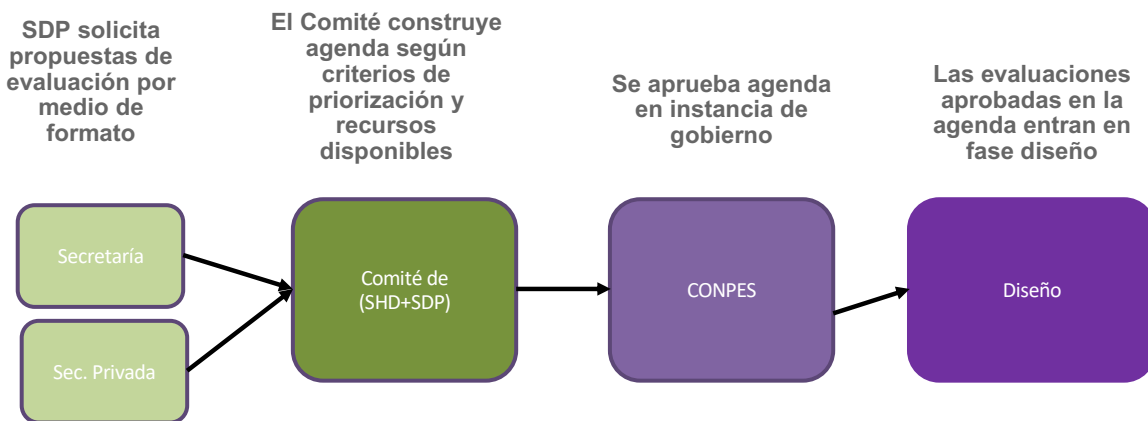 SDP solicita
propuestas de
evaluación por
medio de
formato
El Comité construye
agenda según
criterios de
priorización y
recursos
disponibles
Se aprueba agenda
en instancia de
gobierno
Las evaluaciones
aprobadas en la
agenda entran en
fase diseño
Secretaría
Sec. Privada
Comité de
(SHD+SDP)
CONPES
Diseño